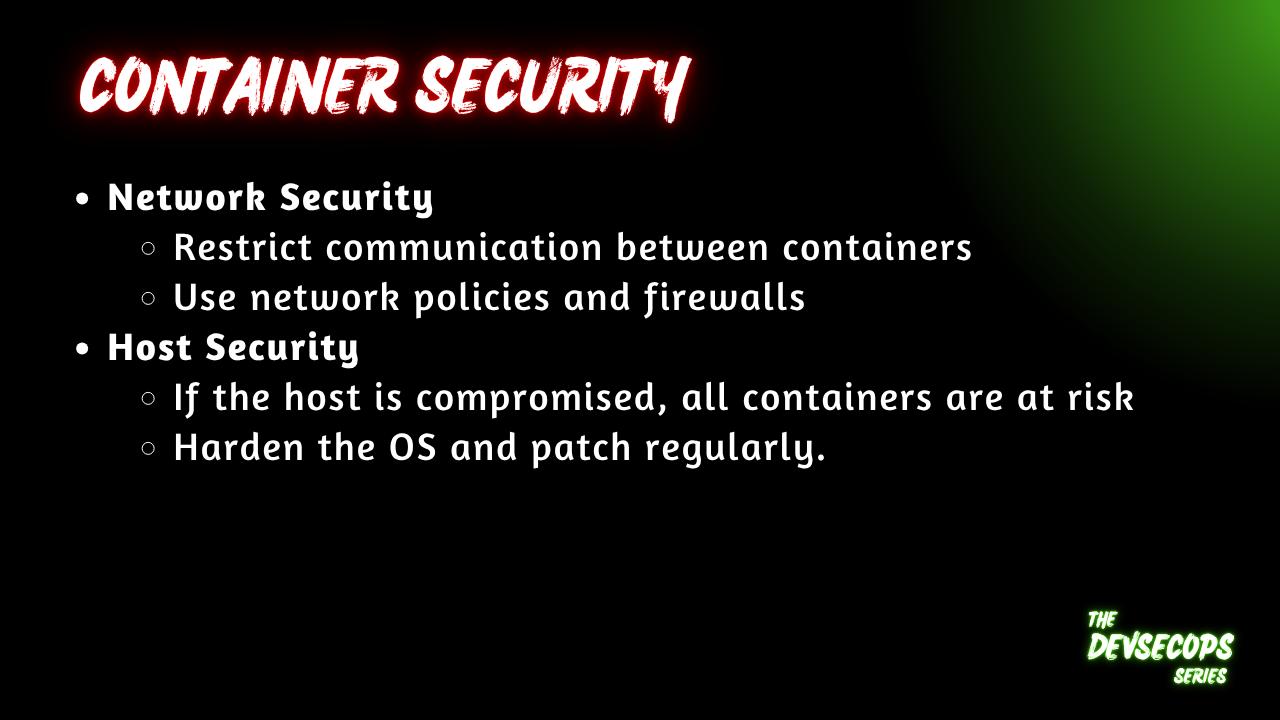 CONTAINER SECURITY
• Network Security
○ Restrict communication between containers
○ Use network policies and firewalls
• Host Security
○ If the host is compromised, all containers are at risk
○ Harden the OS and patch regularly.
THE
DEVSECOPS
SERIES